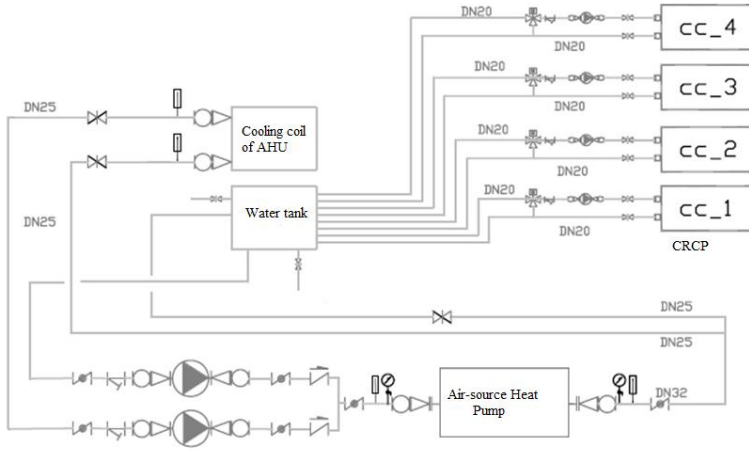 DN20
cc_4
DN20
DN20
cc_3
DN20
DN25
Cooling coil
of AHU
DN20
cc_2
DN20
DN20
Water tank
cc_1
DN25
DN20
CRCP
DN25
DN25
Air-source Heat
Pump
DN32